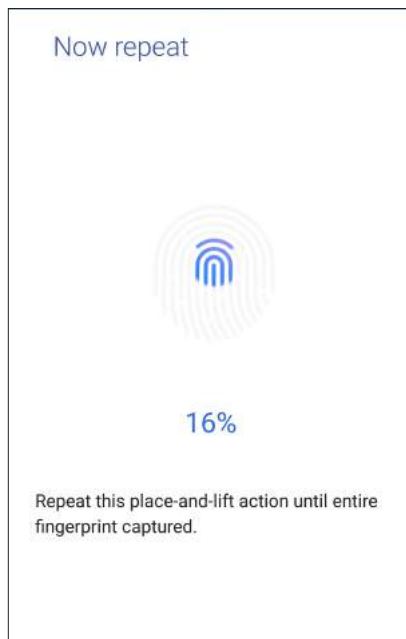 Now repeat
16%
Repeat this place-and-lift action until entire
fingerprint captured.